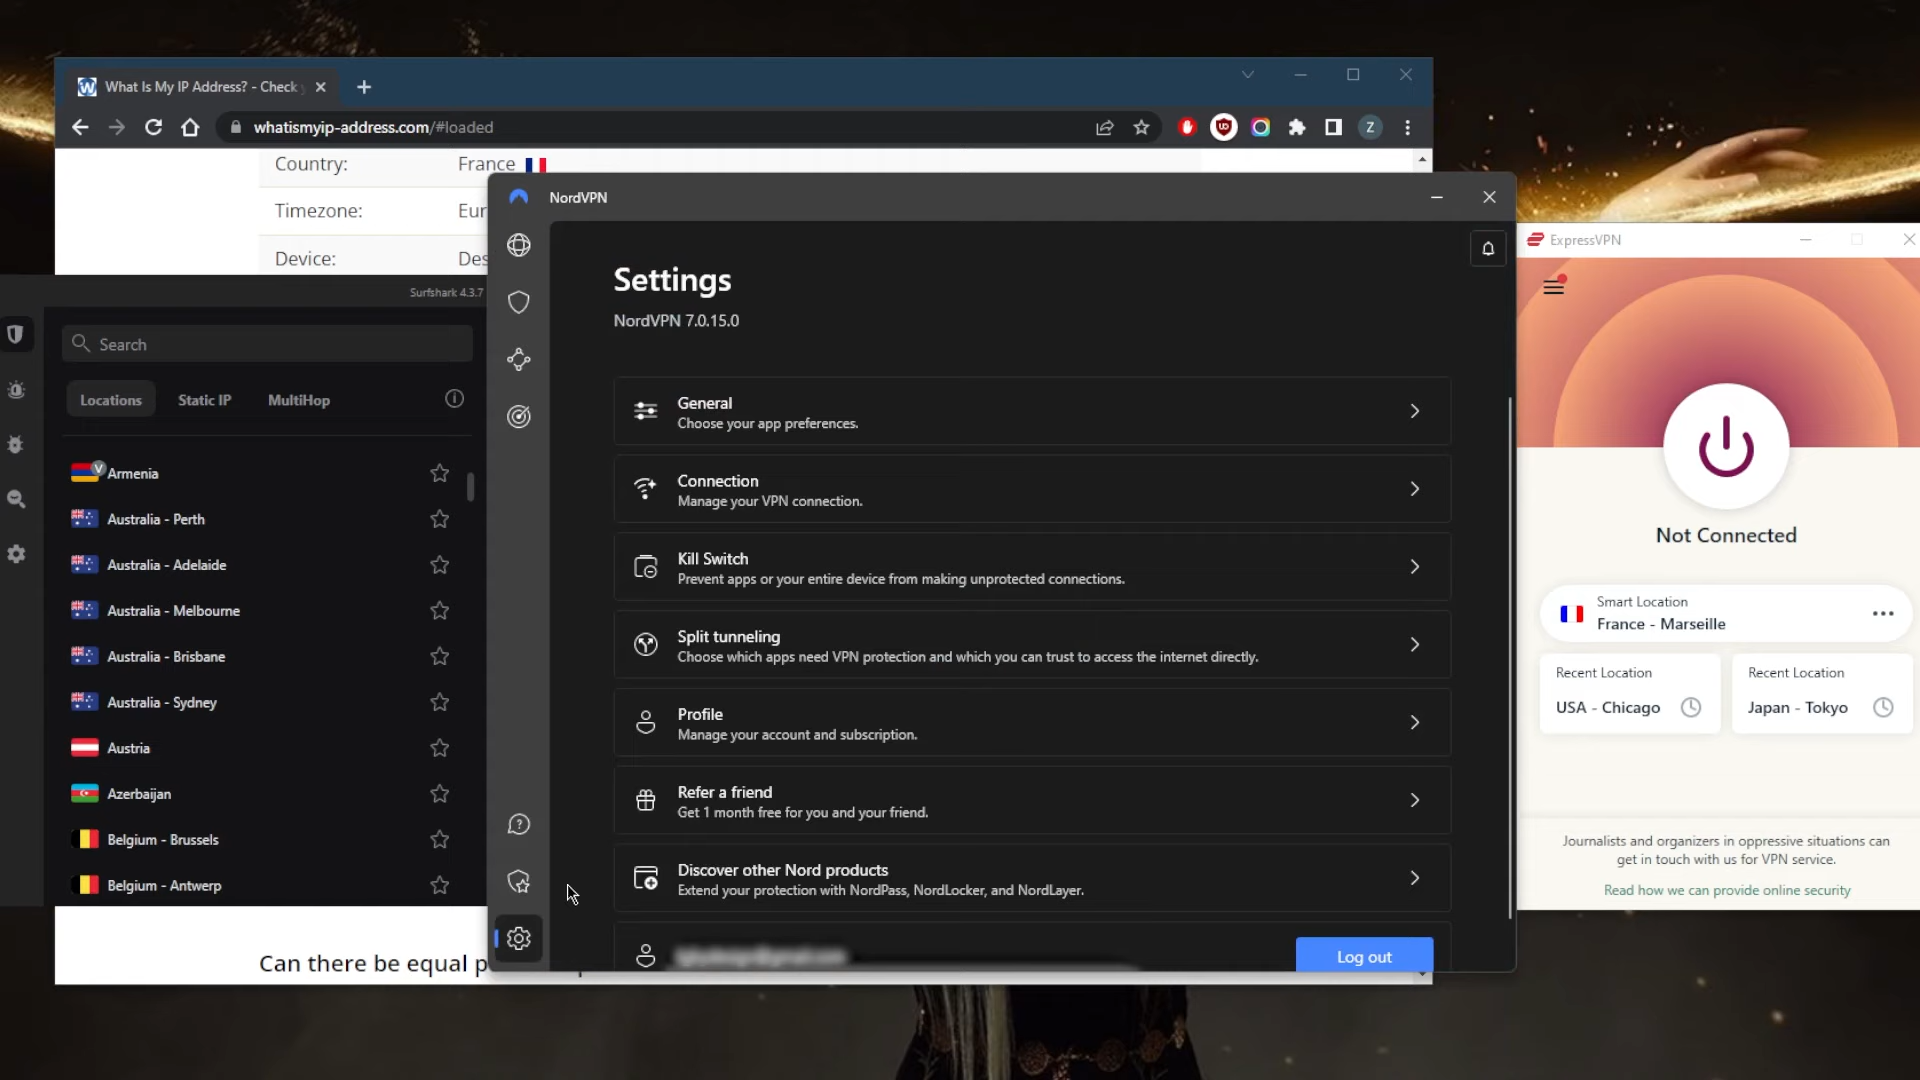 What Is My IP Address? - Check
whatismyip-address.com/#loaded
Z
Country: France
Timezone: Eur
Device: Des
Surfshark 4.3.7
Search
Locations Static IP MultiHop
V Armenia
Australia - Perth
Australia - Adelaide
Australia - Melbourne
Australia - Brisbane
Australia - Sydney
Austria
Azerbaijan
Belgium - Brussels
Belgium - Antwerp
Can there be equal p
NordVPN
Settings
NordVPN 7.0.15.0
General
Choose your app preferences.
Connection
Manage your VPN connection.
Kill Switch
Prevent apps or your entire device from making unprotected connections.
Split tunneling
Choose which apps need VPN protection and which you can trust to access the internet directly.
Profile
Manage your account and subscription.
Refer a friend
Get 1 month free for you and your friend.
Discover other Nord products
Extend your protection with NordPass, NordLocker, and NordLayer.
Log out
ExpressVPN
Not Connected
Smart Location
France - Marseille
Recent Location
USA - Chicago
Recent Location
Japan - Tokyo
Journalists and organizers in oppressive situations can
get in touch with us for VPN service.
Read how we can provide online security